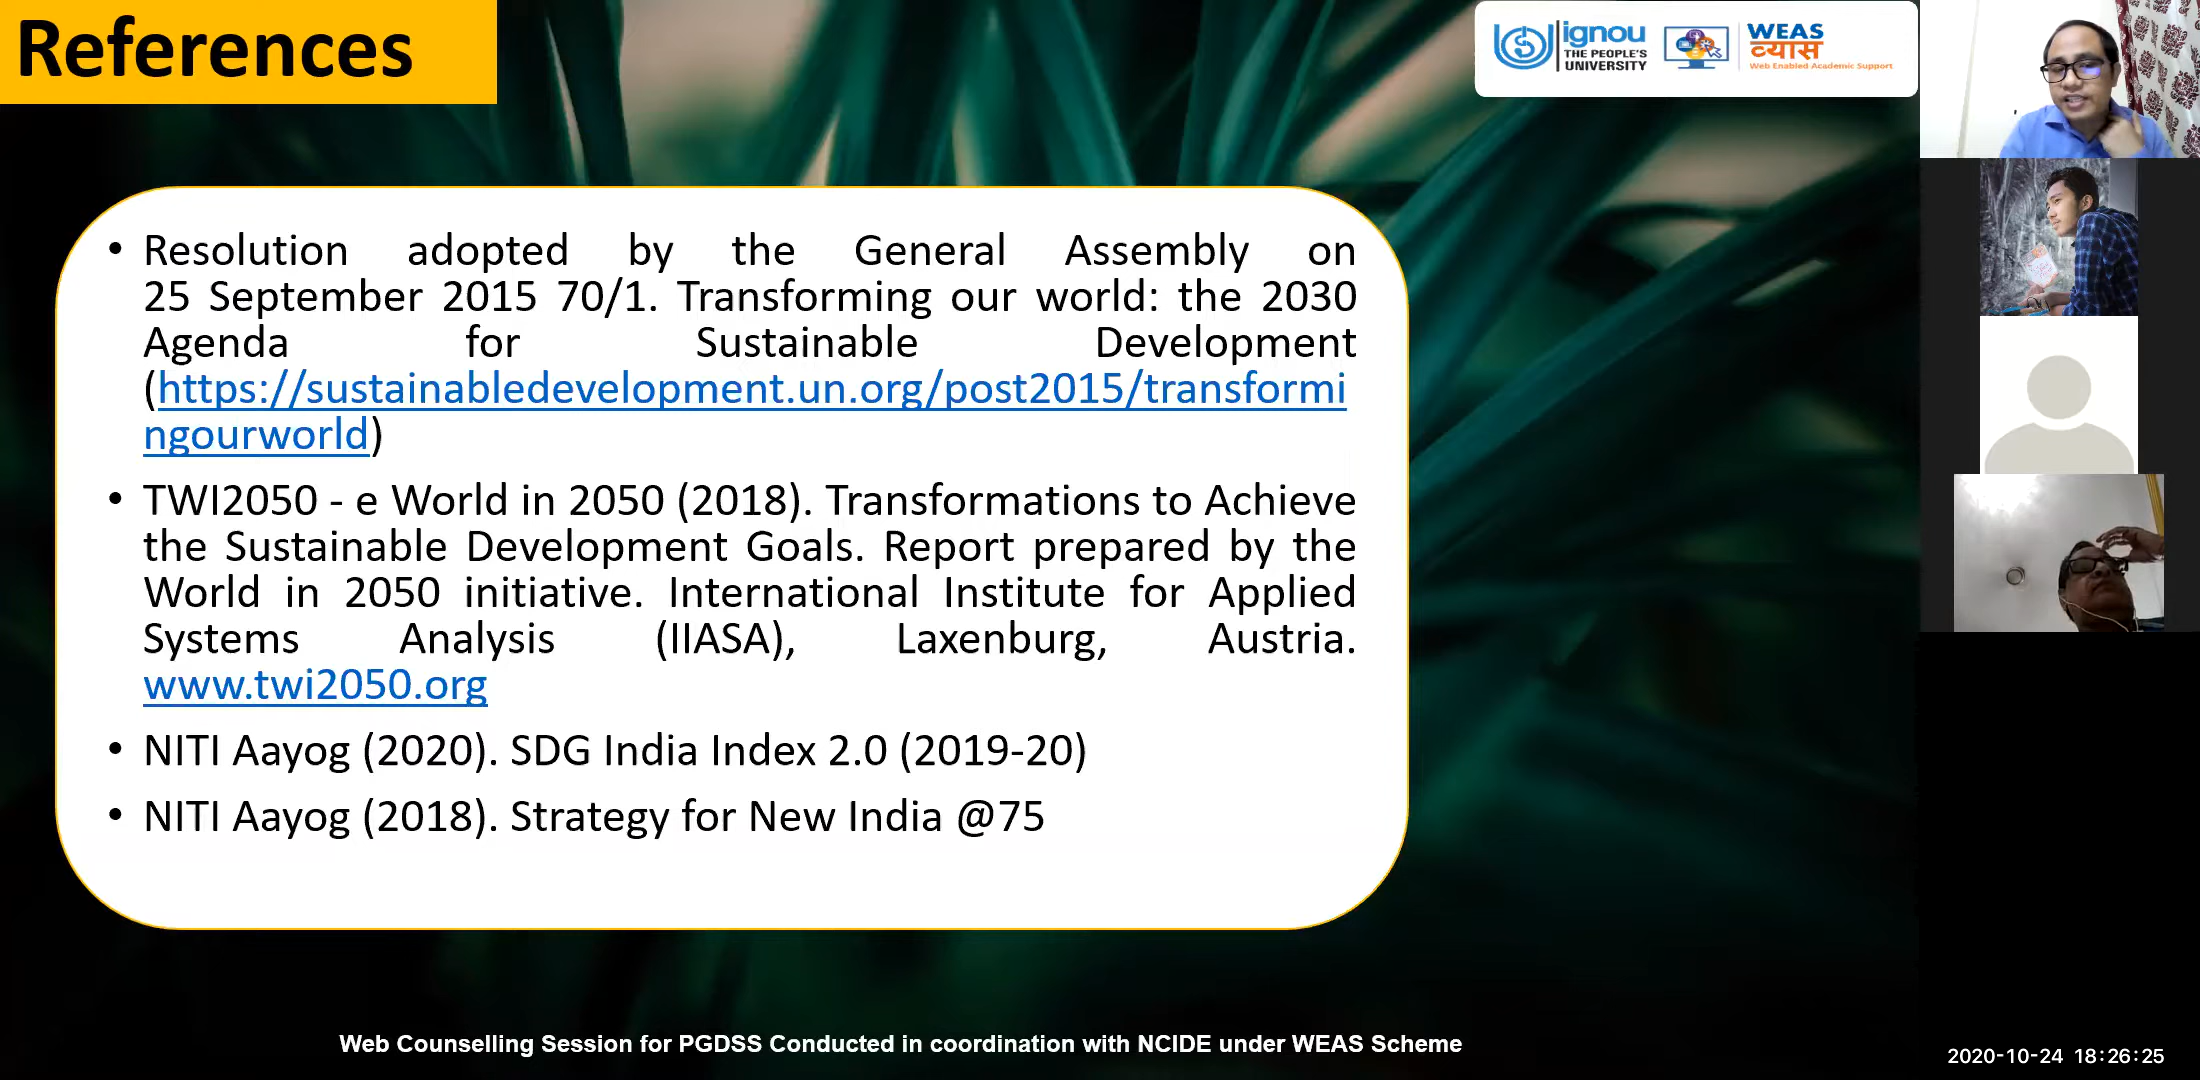 References
ignou
THE PEOPLE'S
UNIVERSITY
WEAS
व्यास
Web Enabled Academic Support
• Resolution adopted by the General Assembly on
25 September 2015 70/1. Transforming our world: the 2030
Agenda for Sustainable Development
(https://sustainabledevelopment.un.org/post2015/transformi
ngourworld)
• TWI2050 - e World in 2050 (2018). Transformations to Achieve
the Sustainable Development Goals. Report prepared by the
World in 2050 initiative. International Institute for Applied
Systems Analysis (IIASA), Laxenburg, Austria.
www.twi2050.org
• NITI Aayog (2020). SDG India Index 2.0 (2019-20)
• NITI Aayog (2018). Strategy for New India @75
Web Counselling Session for PGDSS Conducted in coordination with NCIDE under WEAS Scheme
2020-10-24 18:26:25